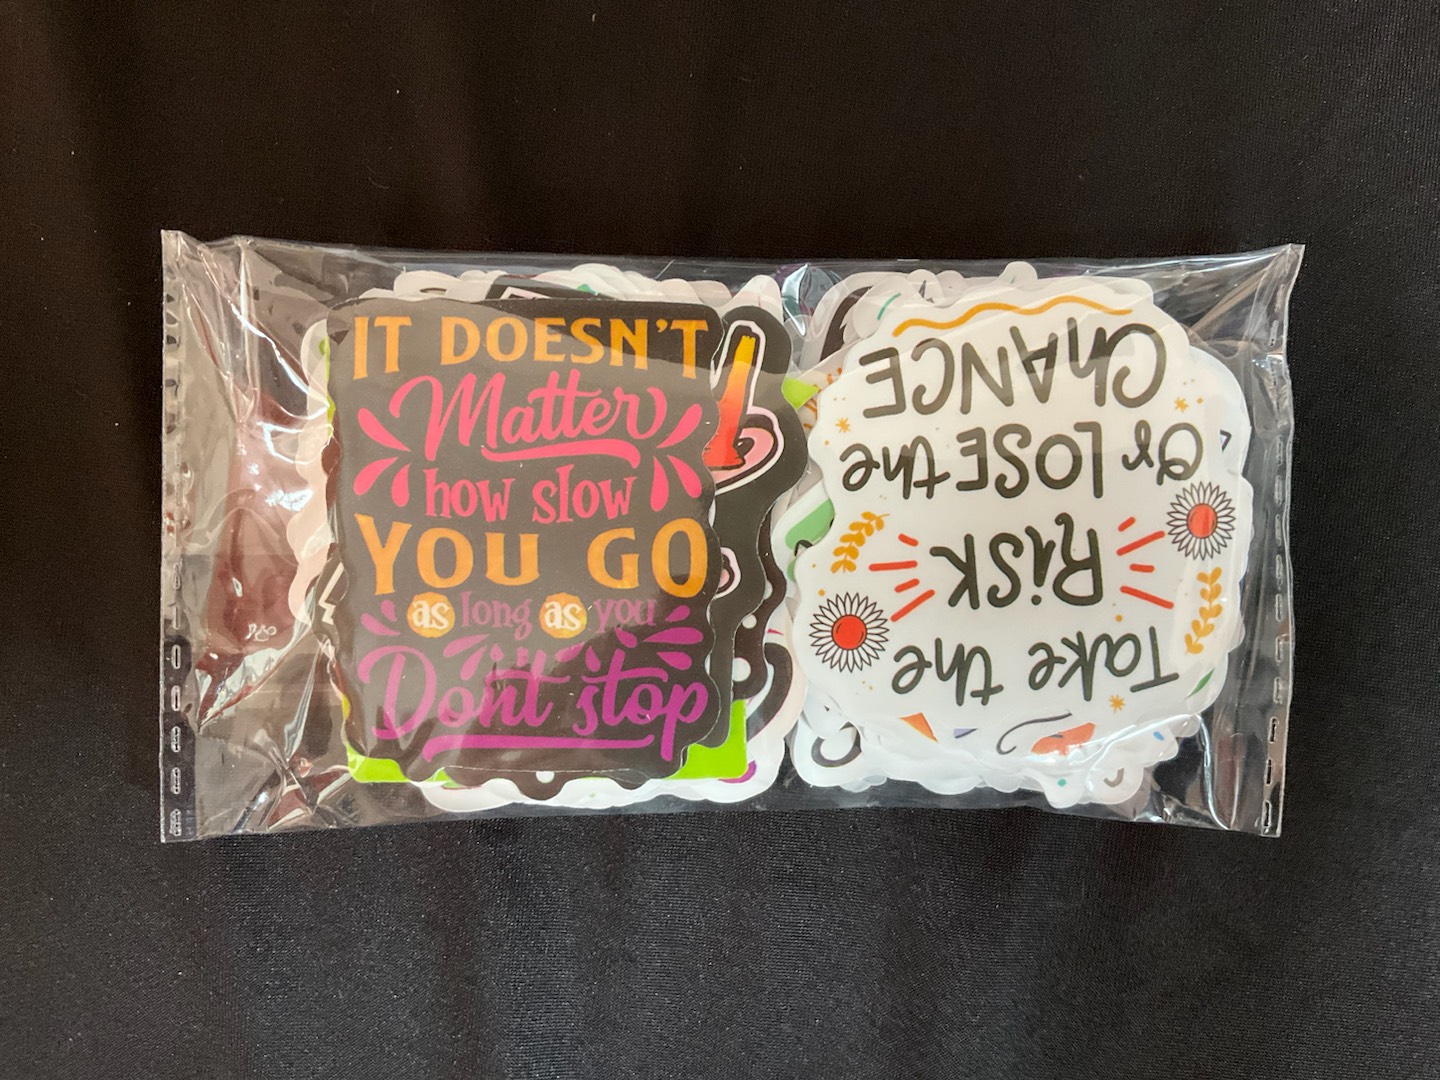 IT DOESN'T
Matter
how slow
YOU GO
as long as you
Don't stop
Take the
RiSK
Or LOSE the
ChANCE